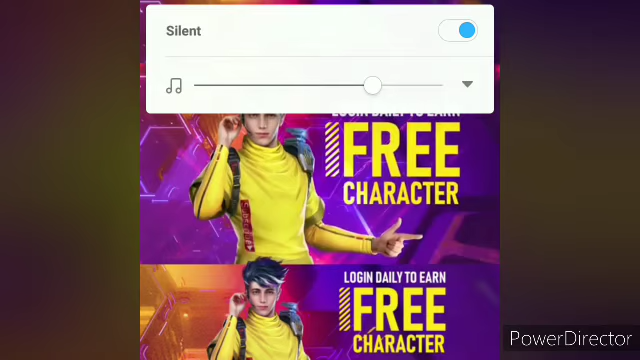 Silent
LOGIN DAILY TO EARN
FREE
CHARACTER
LOGIN DAILY TO EARN
FREE
CHARACTER
PowerDirector